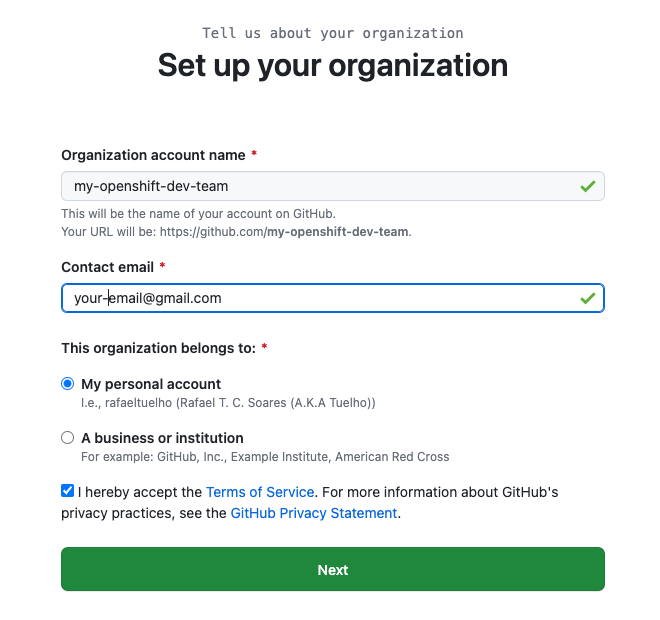 Tell us about your organization
Set up your organization
Organization account name *
my-openshift-dev-team
This will be the name of your account on GitHub.
Your URL will be: https://github.com/my-openshift-dev-team.
Contact email *
your-email@gmail.com
This organization belongs to: *
My personal account
I.e., rafaeltuelho (Rafael T. C. Soares (A.K.A Tuelho))
A business or institution
For example: GitHub, Inc., Example Institute, American Red Cross
I hereby accept the Terms of Service. For more information about GitHub's
privacy practices, see the GitHub Privacy Statement.
Next